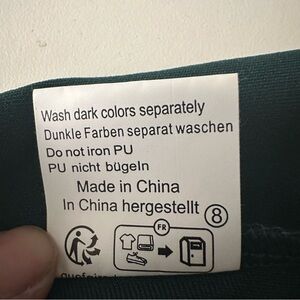 Wash dark colors separately
Dunkle Farben separat waschen
Do not iron PU
PU nicht bügeln
Made in China
In China hergestellt 8
FR